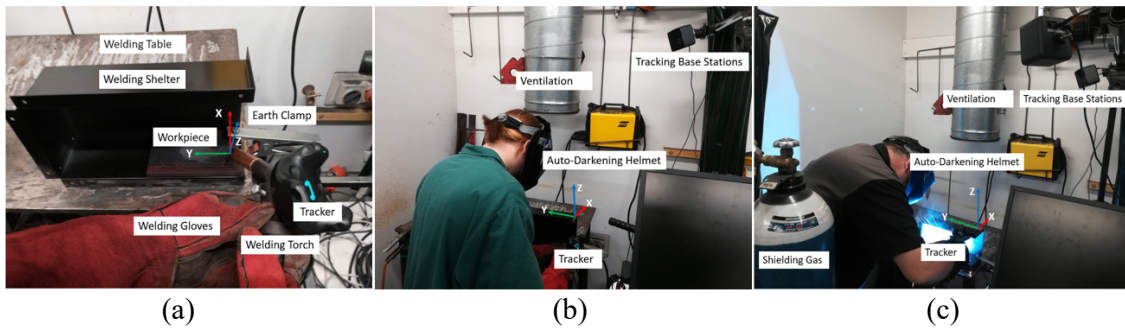 Welding Table
Welding Shelter
X
Earth Clamp
Workpiece
Z
Y
Tracker
Welding Gloves
Welding Torch
(a)
Tracking Base Stations
Ventilation
Auto-Darkening Helmet
Z
X
Y
Tracker
(b)
Ventilation
Tracking Base Stations
Auto-Darkening Helmet
Z
X
Y
Tracker
Shielding Gas
(c)